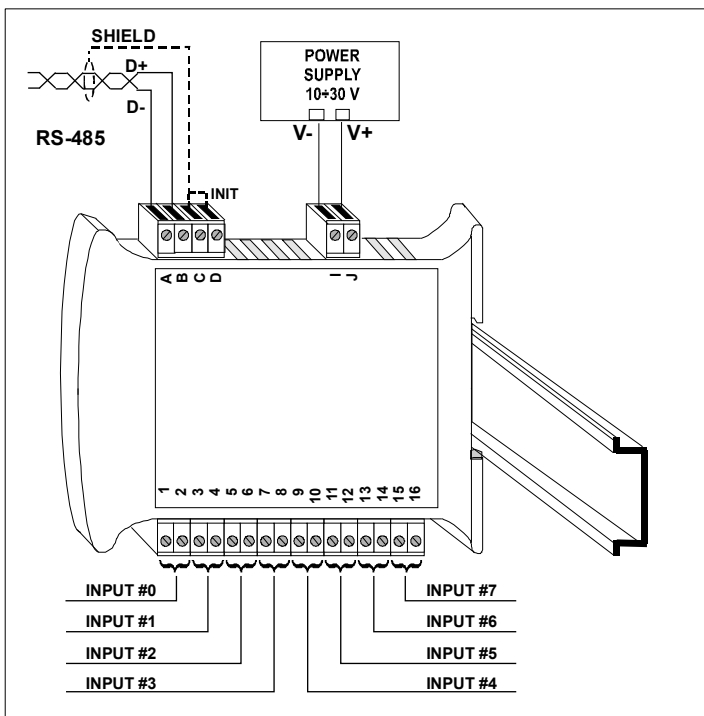 SHIELD
D+
D-
RS-485
POWER
SUPPLY
10÷30 V
V- V+
INIT
A B C D I J
1 2 3 4 5 6 7 8 9 10 11 12 13 14 15 16
INPUT #0 INPUT #7
INPUT #1 INPUT #6
INPUT #2 INPUT #5
INPUT #3 INPUT #4